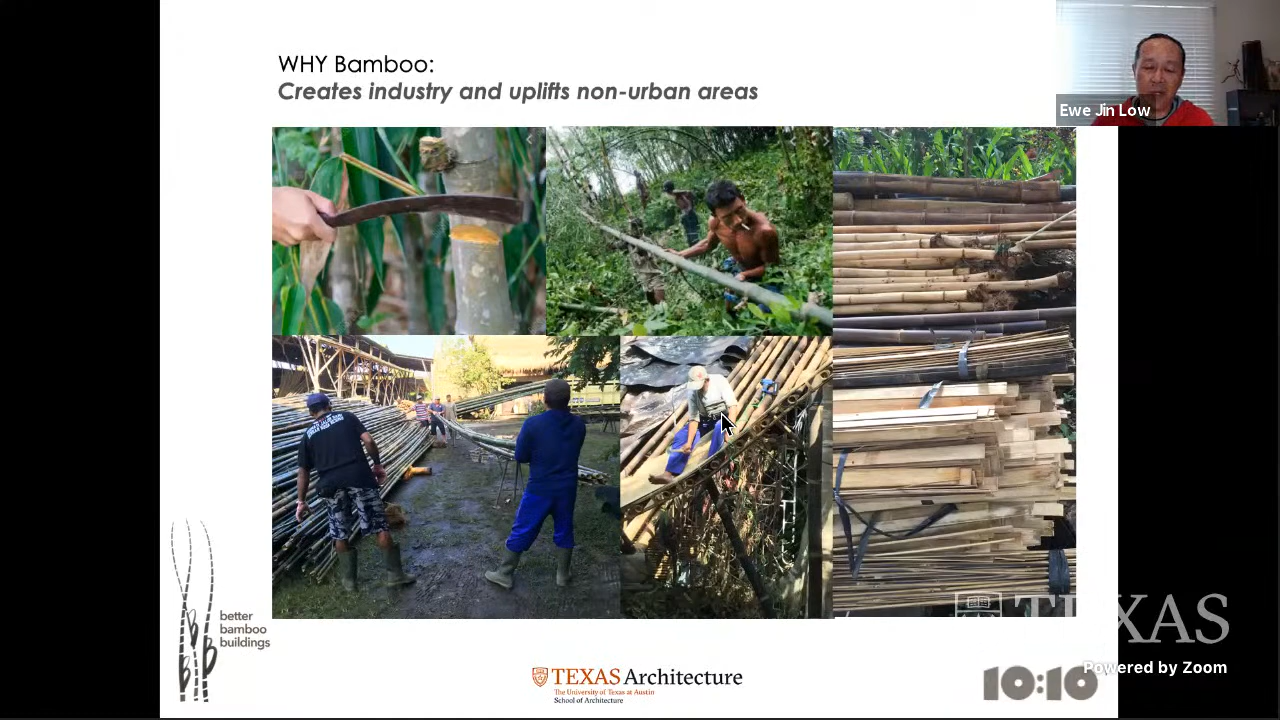 WHY Bamboo:
Creates industry and uplifts non-urban areas
Ewe Jin Low
better
bamboo
buildings
TEXAS Architecture
The University of Texas at Austin
School of Architecture
10:10
TEXAS
Powered by Zoom